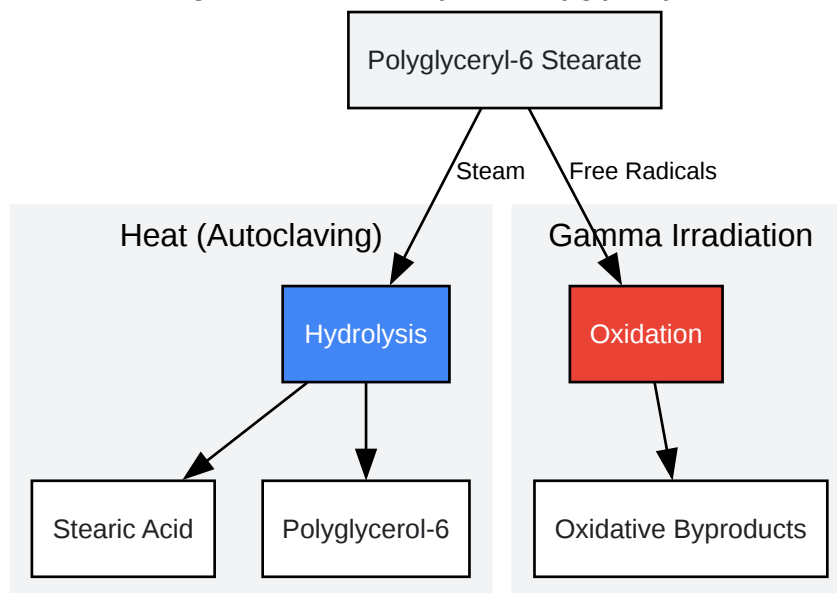 Polyglyceryl-6 Stearate
Steam
Free Radicals
Heat (Autoclaving)
Gamma Irradiation
Hydrolysis
Oxidation
Stearic Acid
Polyglycerol-6
Oxidative Byproducts